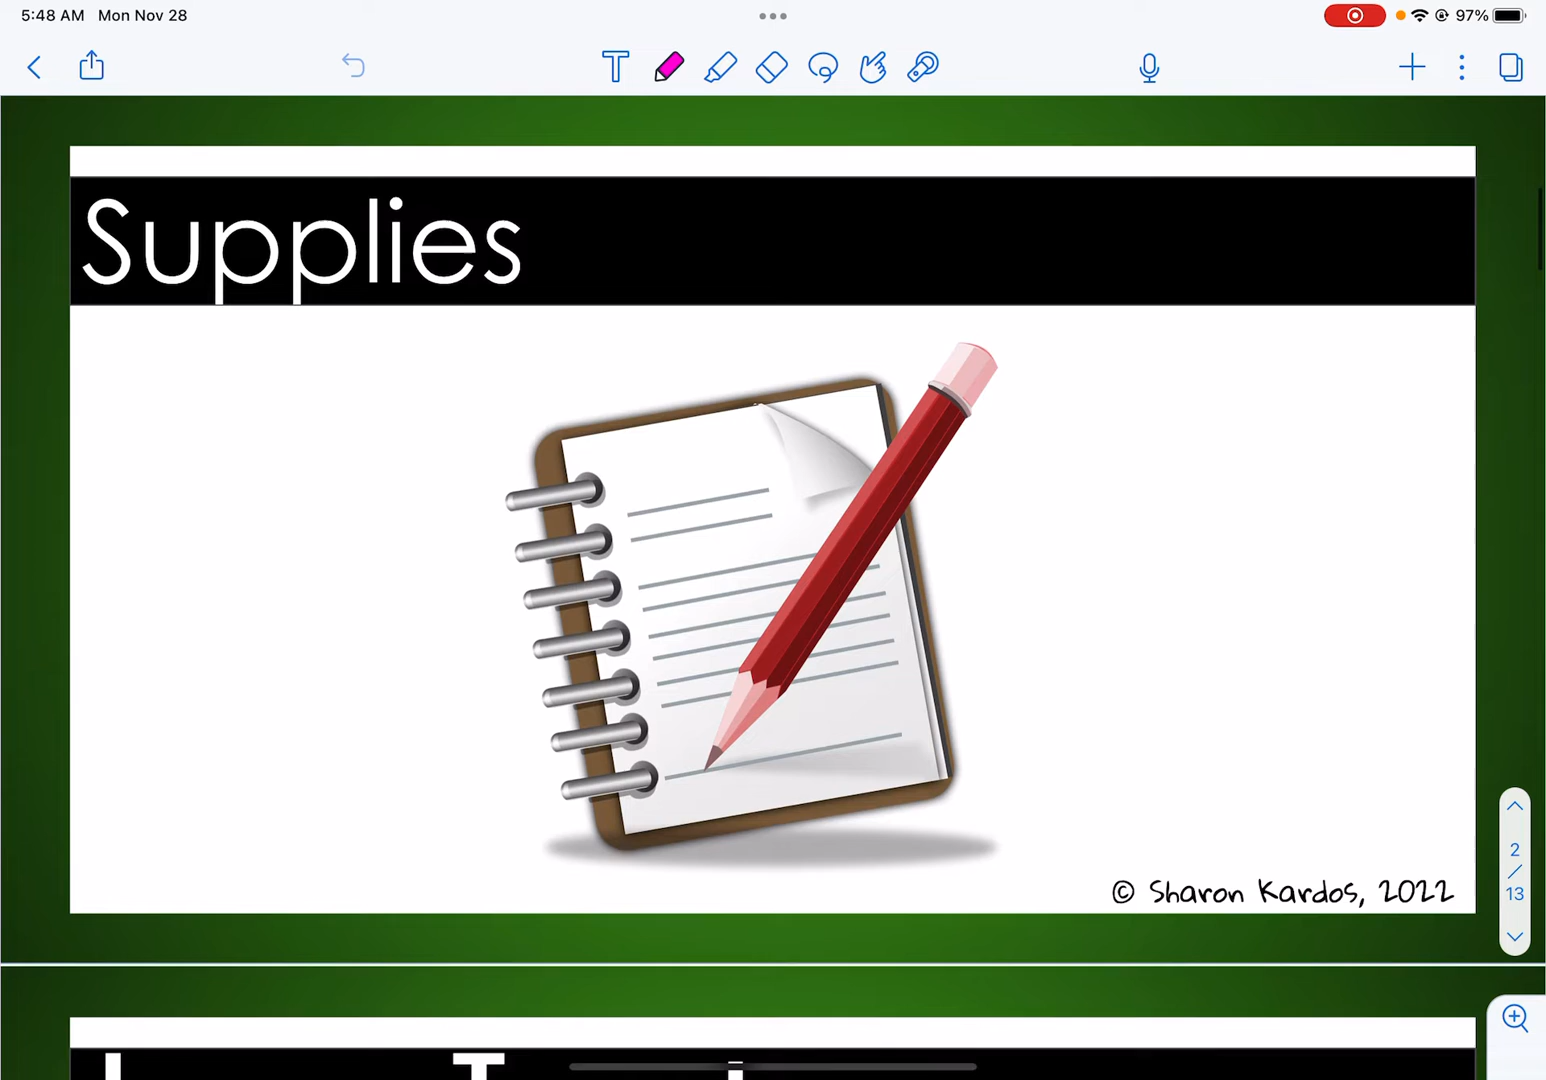 5:48 AM Mon Nov 28
97%
T
Supplies
© Sharon Kardos, 2022
2
/
13